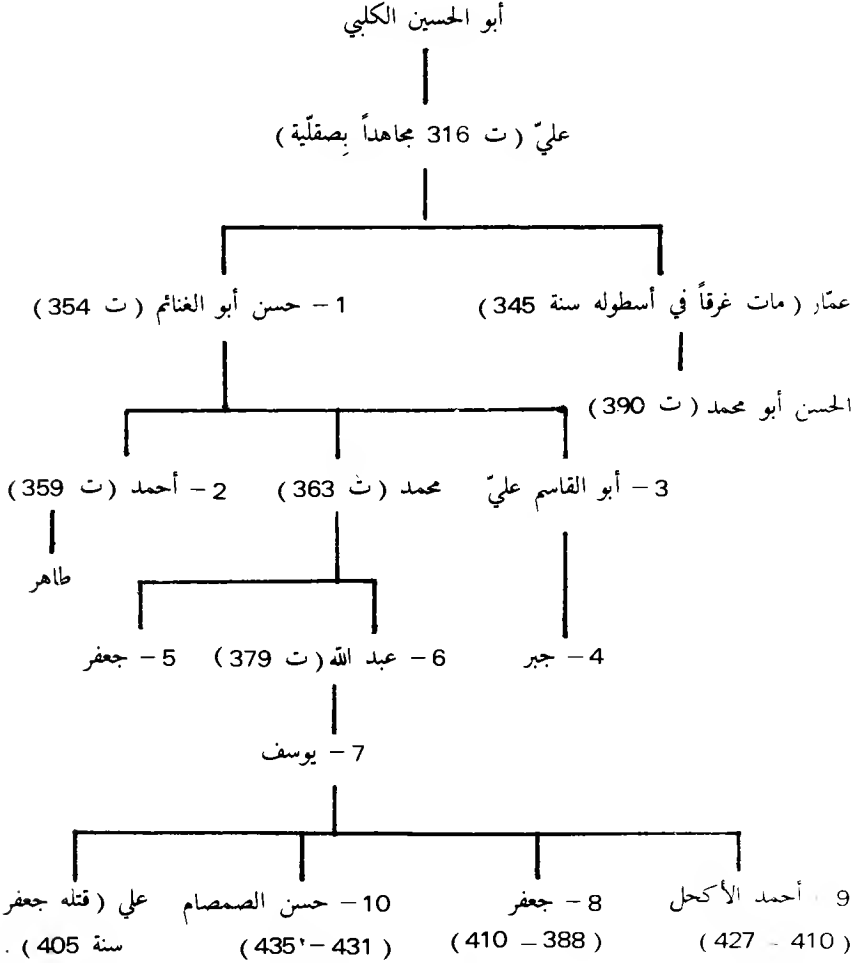 أبو الحسين الكلبي
عليّ (ت 316 مجاهداً بِصقلّية)
عمّار (مات غرقاً في أسطوله سنة 345) 1 – حسن أبو الغنائم (ت 354)
الحسن أبو محمد (ت 390)
3 – أبو القاسم عليّ محمد (ت 363) 2 – أحمد (ت 359)
طاهر
4 – جبر 6 – عبد الله (ت 379) 5 – جعفر
7 – يوسف
9 - أحمد الأكحل 8 – جعفر 10 – حسن الصمصام علي (قتله جعفر
(410 - 427) (388 – 410) (431 – 435) سنة 405).